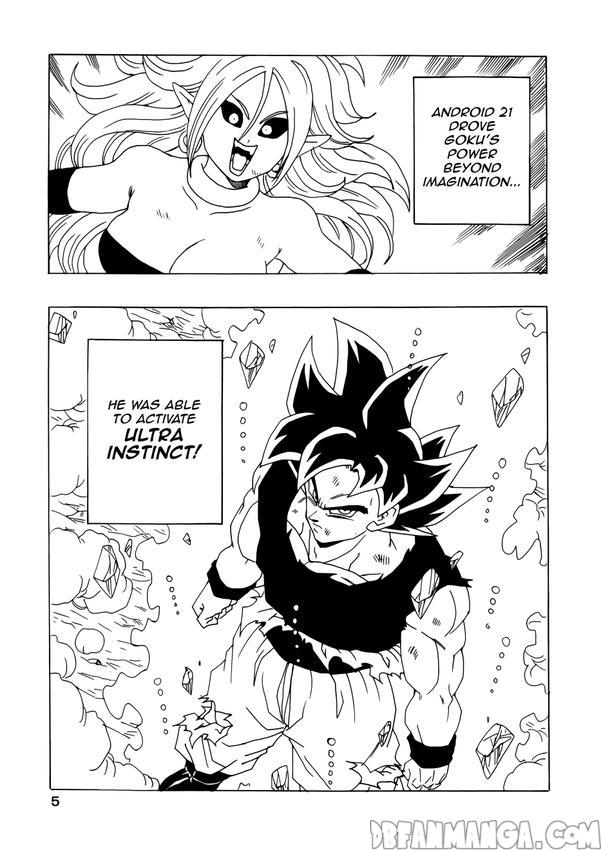 ANDROID 21
DROVE
GOKU'S
POWER
BEYOND
IMAGINATION...
HE WAS ABLE
TO ACTIVATE
ULTRA
INSTINCT!
5
DBFANMANGA.COM